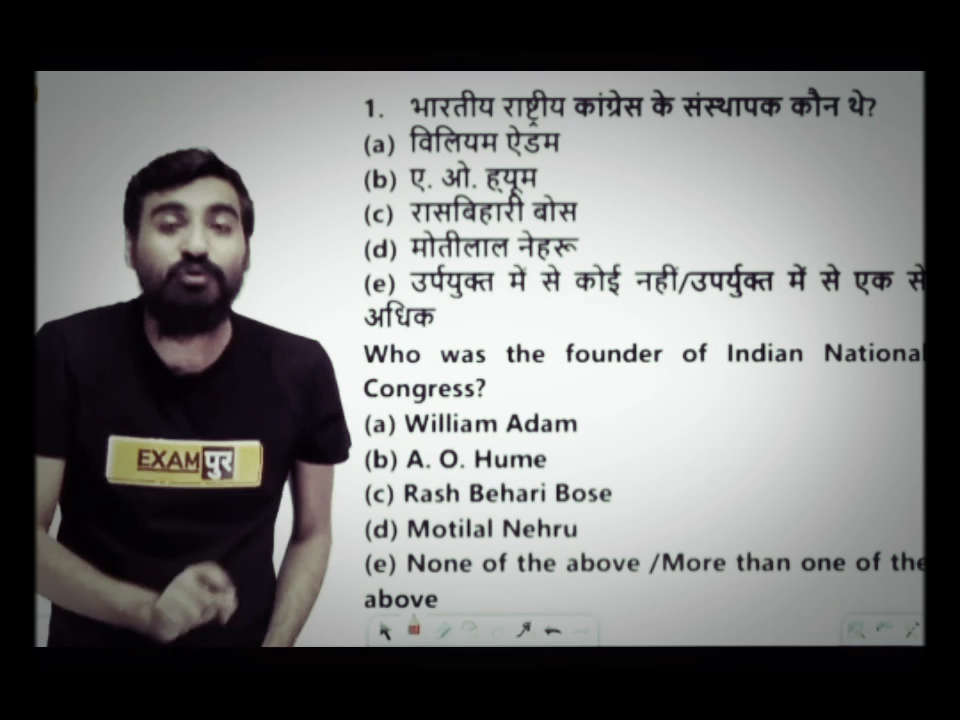 1. भारतीय राष्ट्रीय कांग्रेस के संस्थापक कौन थे?
(a) विलियम ऐडम
(b) ए. ओ. ह्यूम
(c) रासबिहारी बोस
(d) मोतीलाल नेहरू
(e) उर्पयुक्त में से कोई नहीं/उपर्युक्त में से एक से
अधिक
Who was the founder of Indian National
Congress?
(a) William Adam
(b) A. O. Hume
(c) Rash Behari Bose
(d) Motilal Nehru
(e) None of the above /More than one of the
above
EXAMपुर